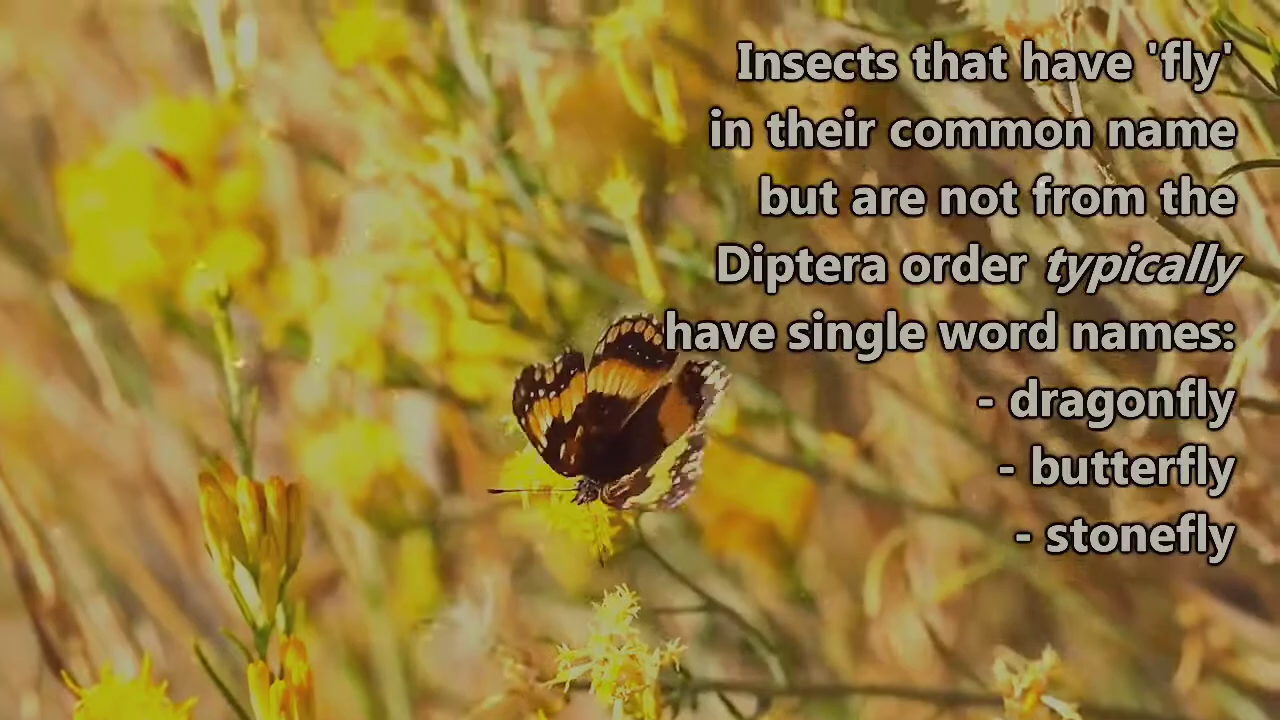 Insects that have 'fly'
in their common name
but are not from the
Diptera order typically
have single word names:
- dragonfly
- butterfly
- stonefly